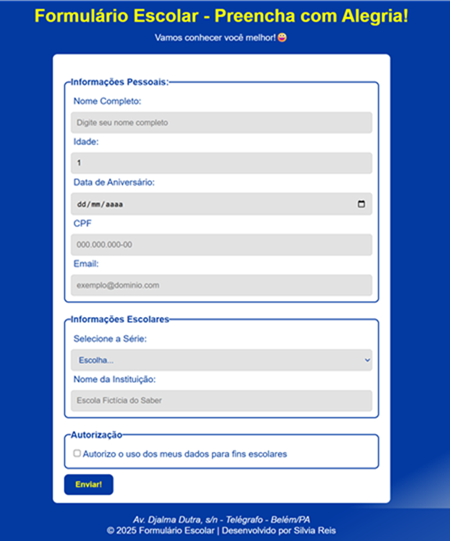 Formulário Escolar - Preencha com Alegria!
Vamos conhecer você melhor!😜
Informações Pessoais:
Nome Completo:
Digite seu nome completo
Idade:
1
Data de Aniversário:
dd/mm/aaaa
CPF
000.000.000-00
Email:
exemplo@dominio.com
Informações Escolares
Selecione a Série:
Escolha...
Nome da Instituição:
Escola Fictícia do Saber
Autorização
Autorizo o uso dos meus dados para fins escolares
Enviar!
Av. Djalma Dutra, s/n - Telégrafo - Belém/PA
© 2025 Formulário Escolar | Desenvolvido por Silvia Reis